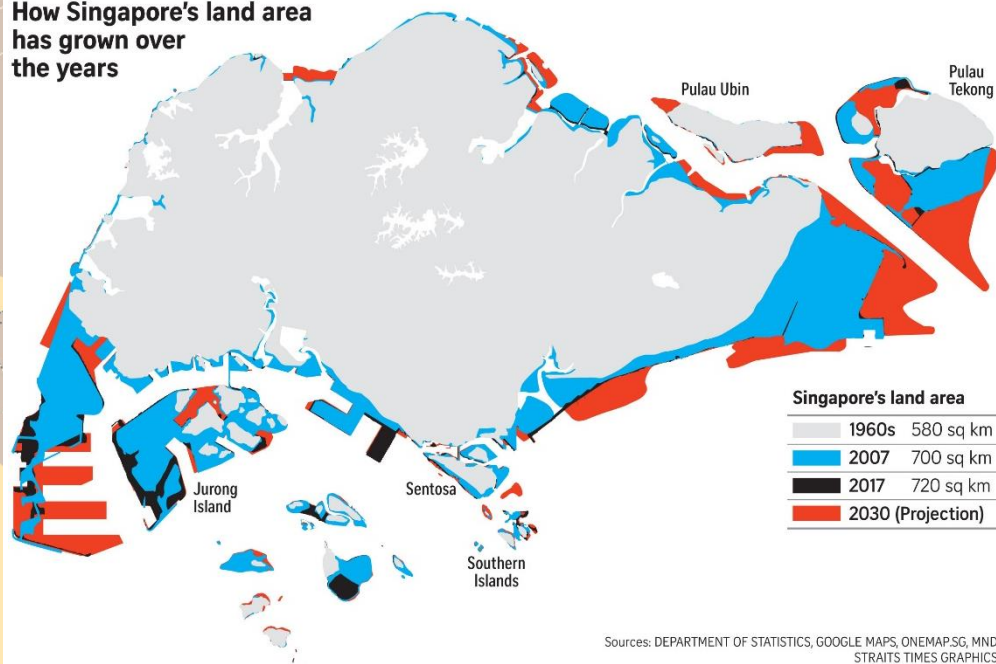 How Singapore's land area
has grown over
the years
Pulau Ubin
Pulau
Tekong
Jurong
Island
Sentosa
Southern
Islands
Singapore's land area
1960s 580 sq km
2007 700 sq km
2017 720 sq km
2030 (Projection)
Sources: DEPARTMENT OF STATISTICS, GOOGLE MAPS, ONEMAP.SG, MND
STRAITS TIMES GRAPHICS